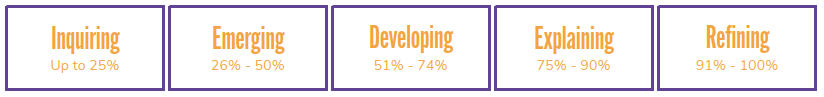 Inquiring
Up to 25%
Emerging
26% - 50%
Developing
51% - 74%
Explaining
75% - 90%
Refining
91% - 100%